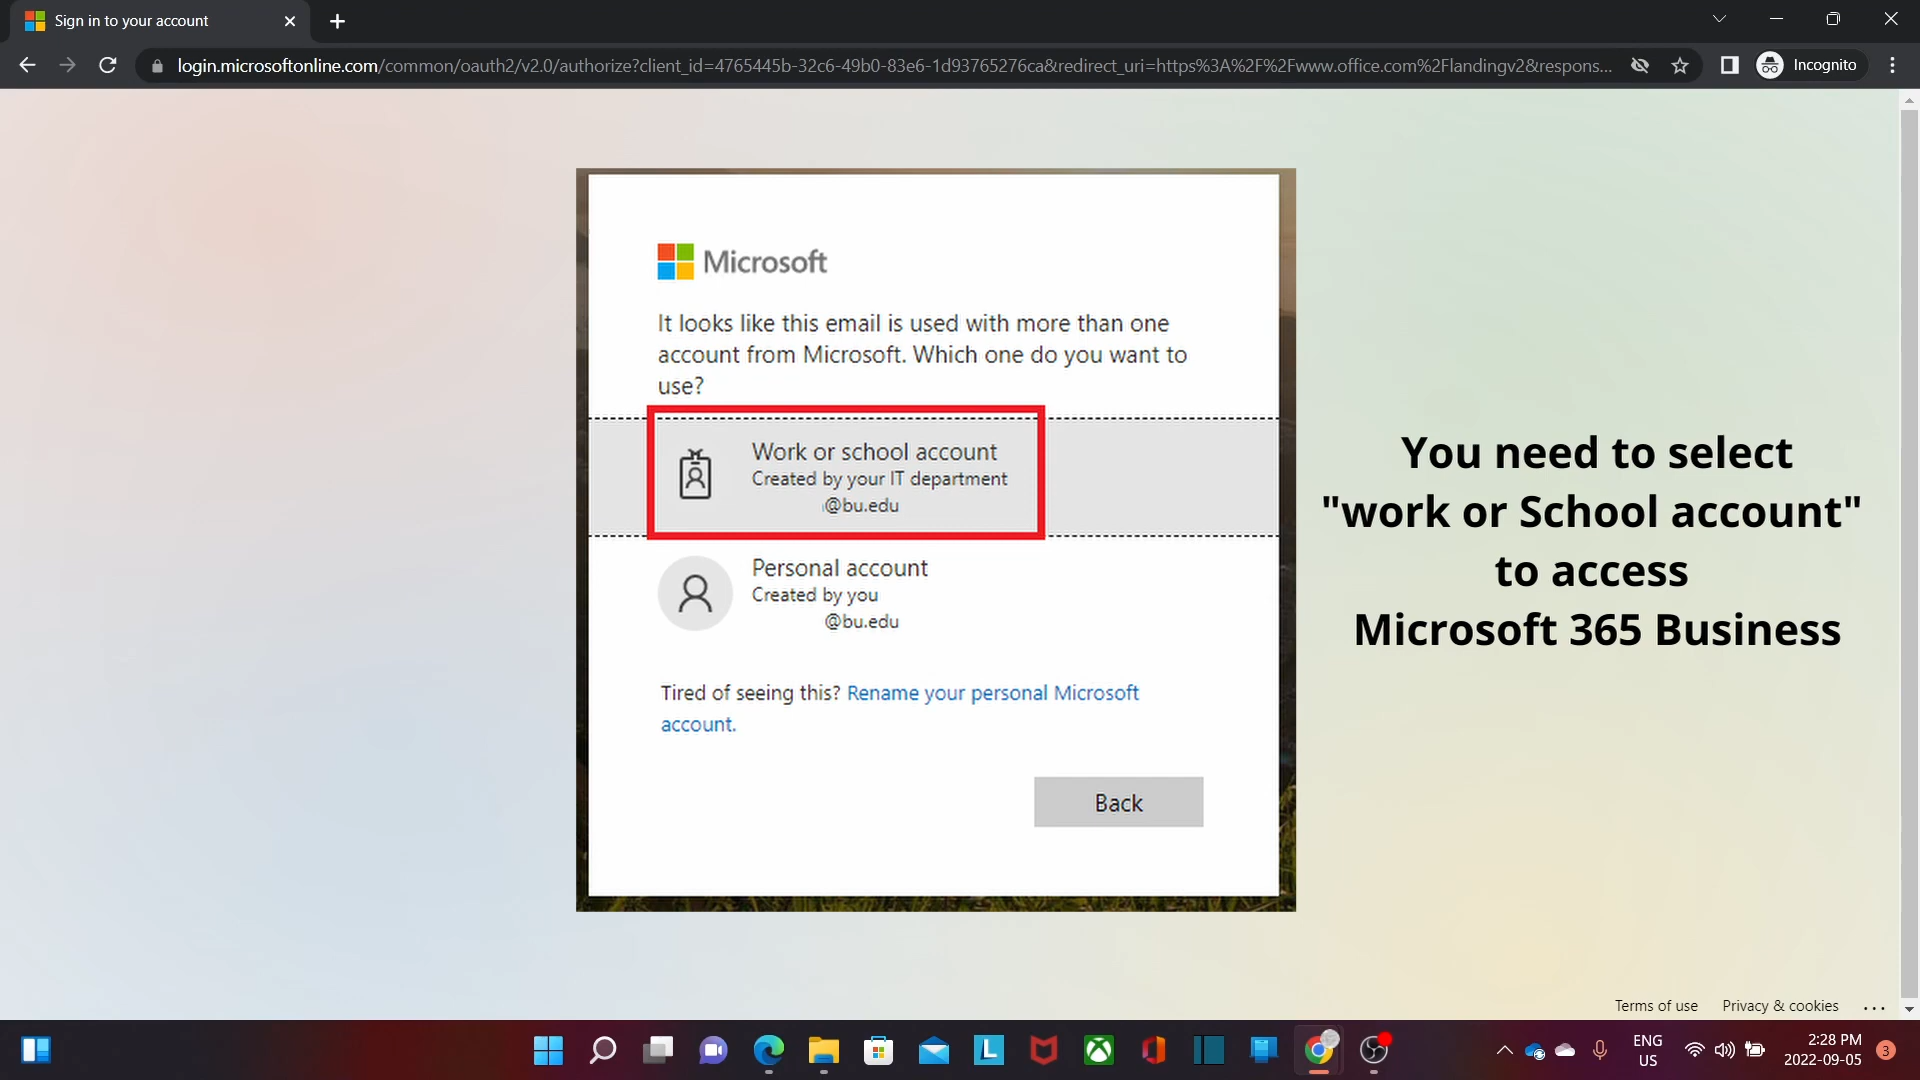 Sign in to your account
login.microsoftonline.com/common/oauth2/v2.0/authorize?client_id=4765445b-32c6-49b0-83e6-1d93765276ca&redirect_uri=https%3A%2F%2Fwww.office.com%2Flandingv2&respons...
Incognito
Microsoft
It looks like this email is used with more than one
account from Microsoft. Which one do you want to
use?
Work or school account
Created by your IT department
@bu.edu
Personal account
Created by you
@bu.edu
Tired of seeing this? Rename your personal Microsoft
account.
Back
You need to select
"work or School account"
to access
Microsoft 365 Business
Terms of use
Privacy & cookies
...
L
ENG
US
2:28 PM
2022-09-05
3